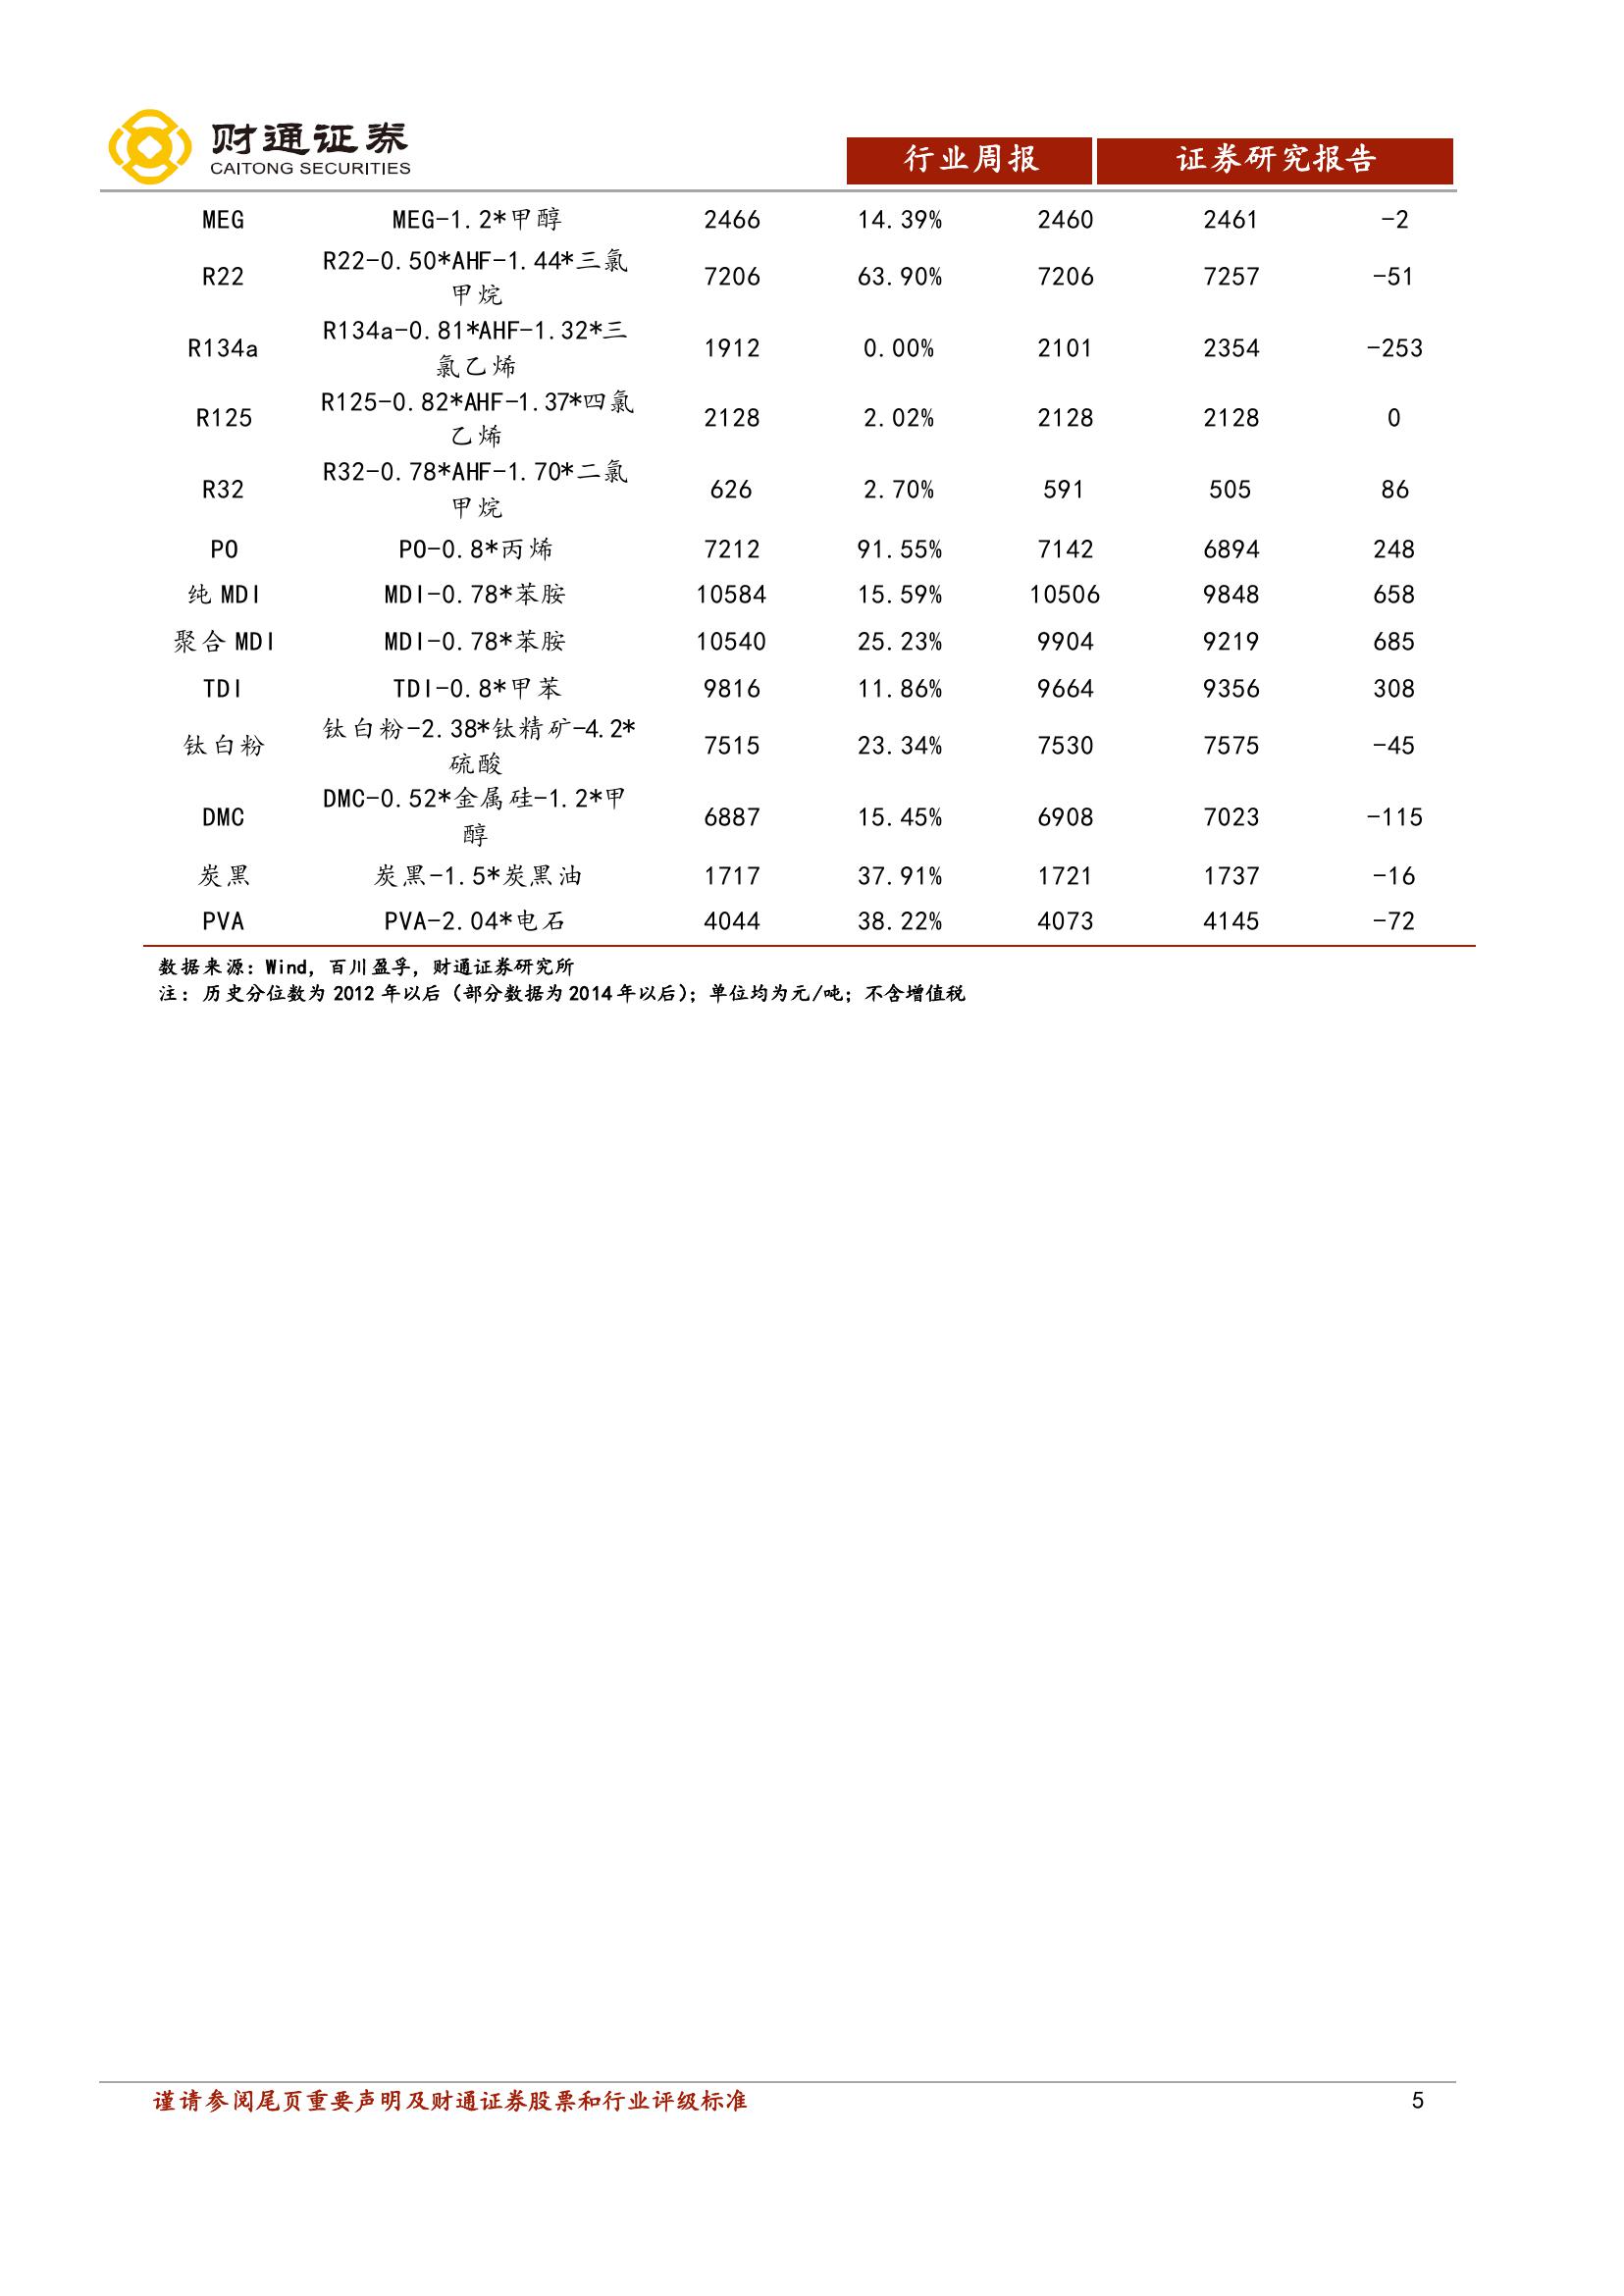 财通证券
CAITONG SECURITIES
行业周报 证券研究报告
MEG MEG-1.2*甲醇 2466 14.39% 2460 2461 -2
R22 R22-0.50*AHF-1.44*三氯
甲烷 7206 63.90% 7206 7257 -51
R134a R134a-0.81*AHF-1.32*三
氯乙烯 1912 0.00% 2101 2354 -253
R125 R125-0.82*AHF-1.37*四氯
乙烯 2128 2.02% 2128 2128 0
R32 R32-0.78*AHF-1.70*二氯
甲烷 626 2.70% 591 505 86
PO PO-0.8*丙烯 7212 91.55% 7142 6894 248
纯 MDI MDI-0.78*苯胺 10584 15.59% 10506 9848 658
聚合 MDI MDI-0.78*苯胺 10540 25.23% 9904 9219 685
TDI TDI-0.8*甲苯 9816 11.86% 9664 9356 308
钛白粉 钛白粉-2.38*钛精矿-4.2*
硫酸 7515 23.34% 7530 7575 -45
DMC DMC-0.52*金属硅-1.2*甲
醇 6887 15.45% 6908 7023 -115
炭黑 炭黑-1.5*炭黑油 1717 37.91% 1721 1737 -16
PVA PVA-2.04*电石 4044 38.22% 4073 4145 -72
数据来源：Wind，百川盈孚，财通证券研究所
注：历史分位数为 2012 年以后（部分数据为 2014 年以后）；单位均为元/吨；不含增值税
谨请参阅尾页重要声明及财通证券股票和行业评级标准 5